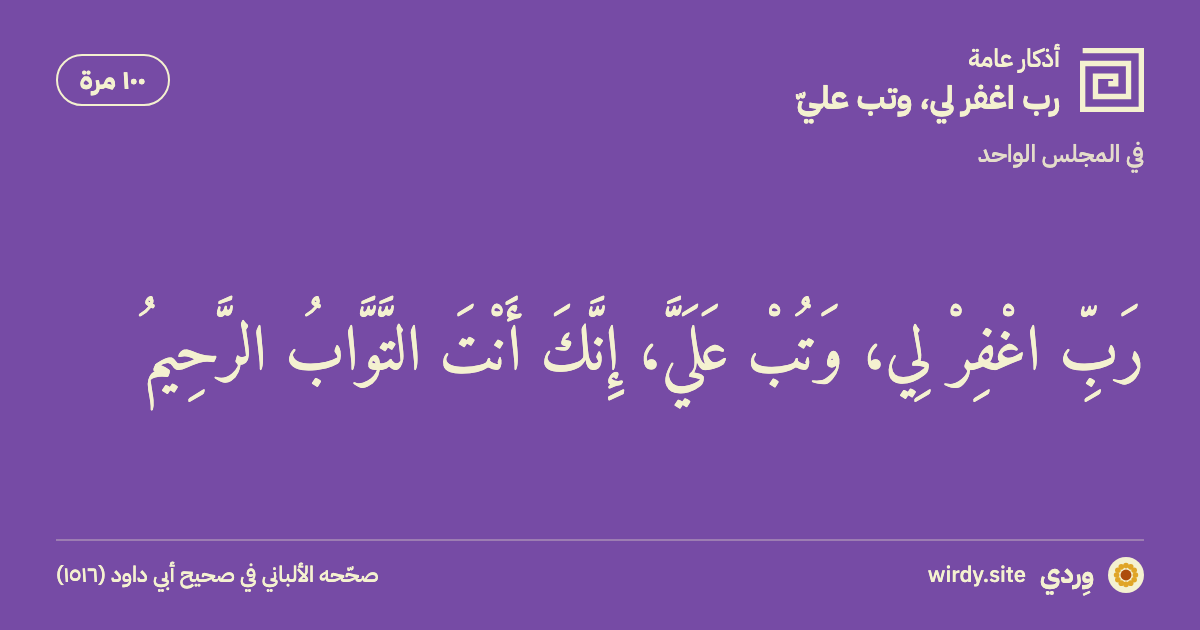 أذكار عامة
رب اغفر لي، وتب عليّ
١٠٠ مرة
في المجلس الواحد
رَبِّ اغْفِرْ لِي، وَتُبْ عَلَيَّ، إِنَّكَ أَنْتَ التَّوَّابُ الرَّحِيمُ
وِردي wirdy.site
صحّحه الألباني في صحيح أبي داود (١٥١٦)